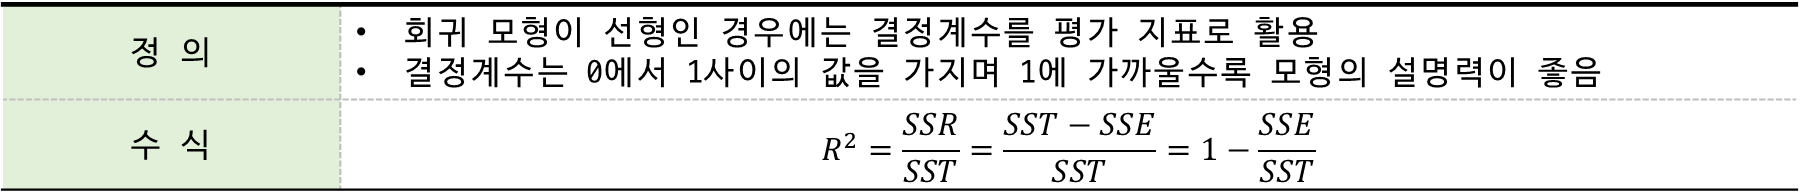 정 의
• 회귀 모형이 선형인 경우에는 결정계수를 평가 지표로 활용
• 결정계수는 0에서 1사이의 값을 가지며 1에 가까울수록 모형의 설명력이 좋음
수 식
R² = SSR/SST = (SST − SSE)/SST = 1 − SSE/SST